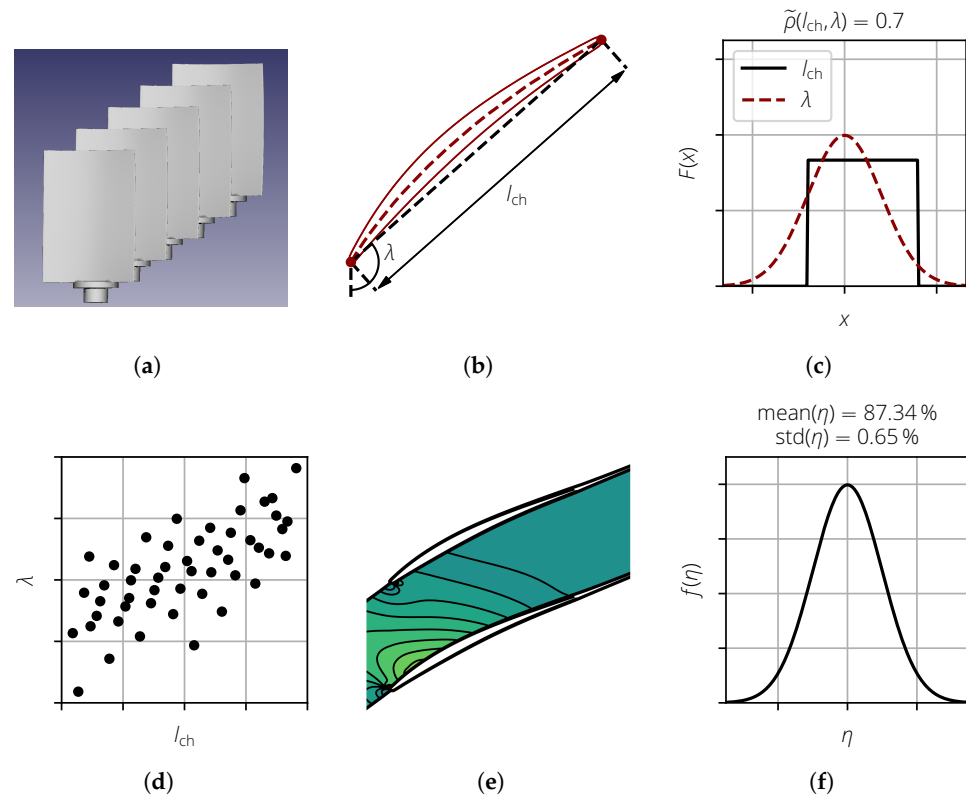 l_ch
λ
(a)
(b)
ρ̃(l_ch, λ) = 0.7
l_ch
λ
F(x)
x
(c)
λ
l_ch
(d)
(e)
mean(η) = 87.34 %
std(η) = 0.65 %
f(η)
η
(f)